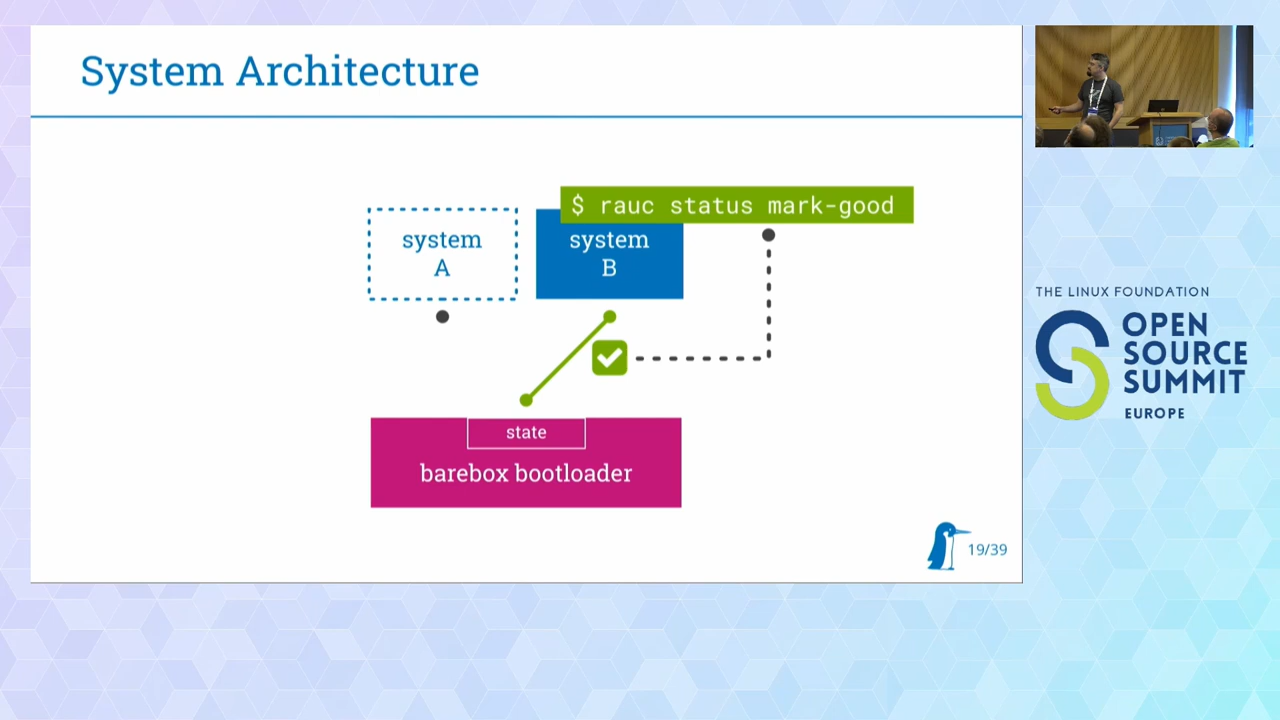 System Architecture
$ rauc status mark-good
system
A
system
B
state
barebox bootloader
19/39
THE LINUX FOUNDATION
OPEN
SOURCE
SUMMIT
EUROPE